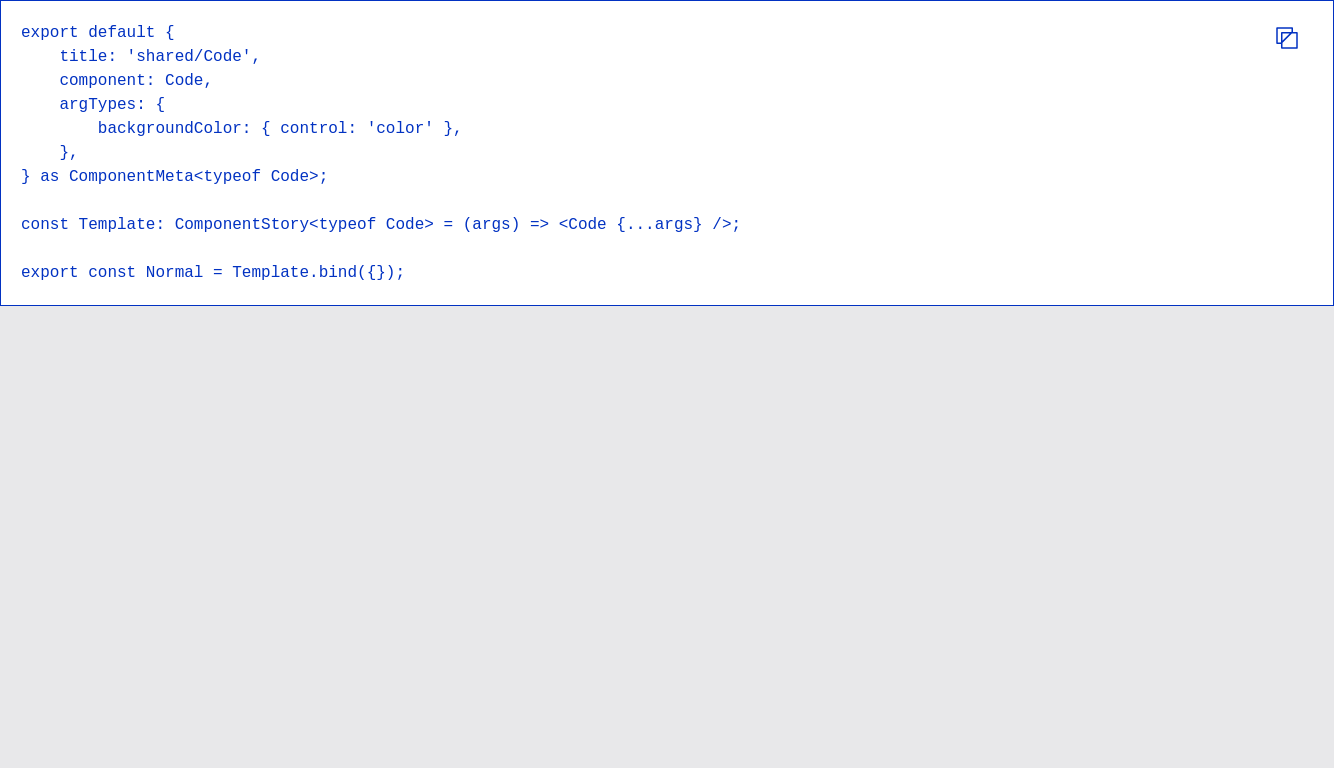 export default {
    title: 'shared/Code',
    component: Code,
    argTypes: {
        backgroundColor: { control: 'color' },
    },
} as ComponentMeta<typeof Code>;

const Template: ComponentStory<typeof Code> = (args) => <Code {...args} />;

export const Normal = Template.bind({});